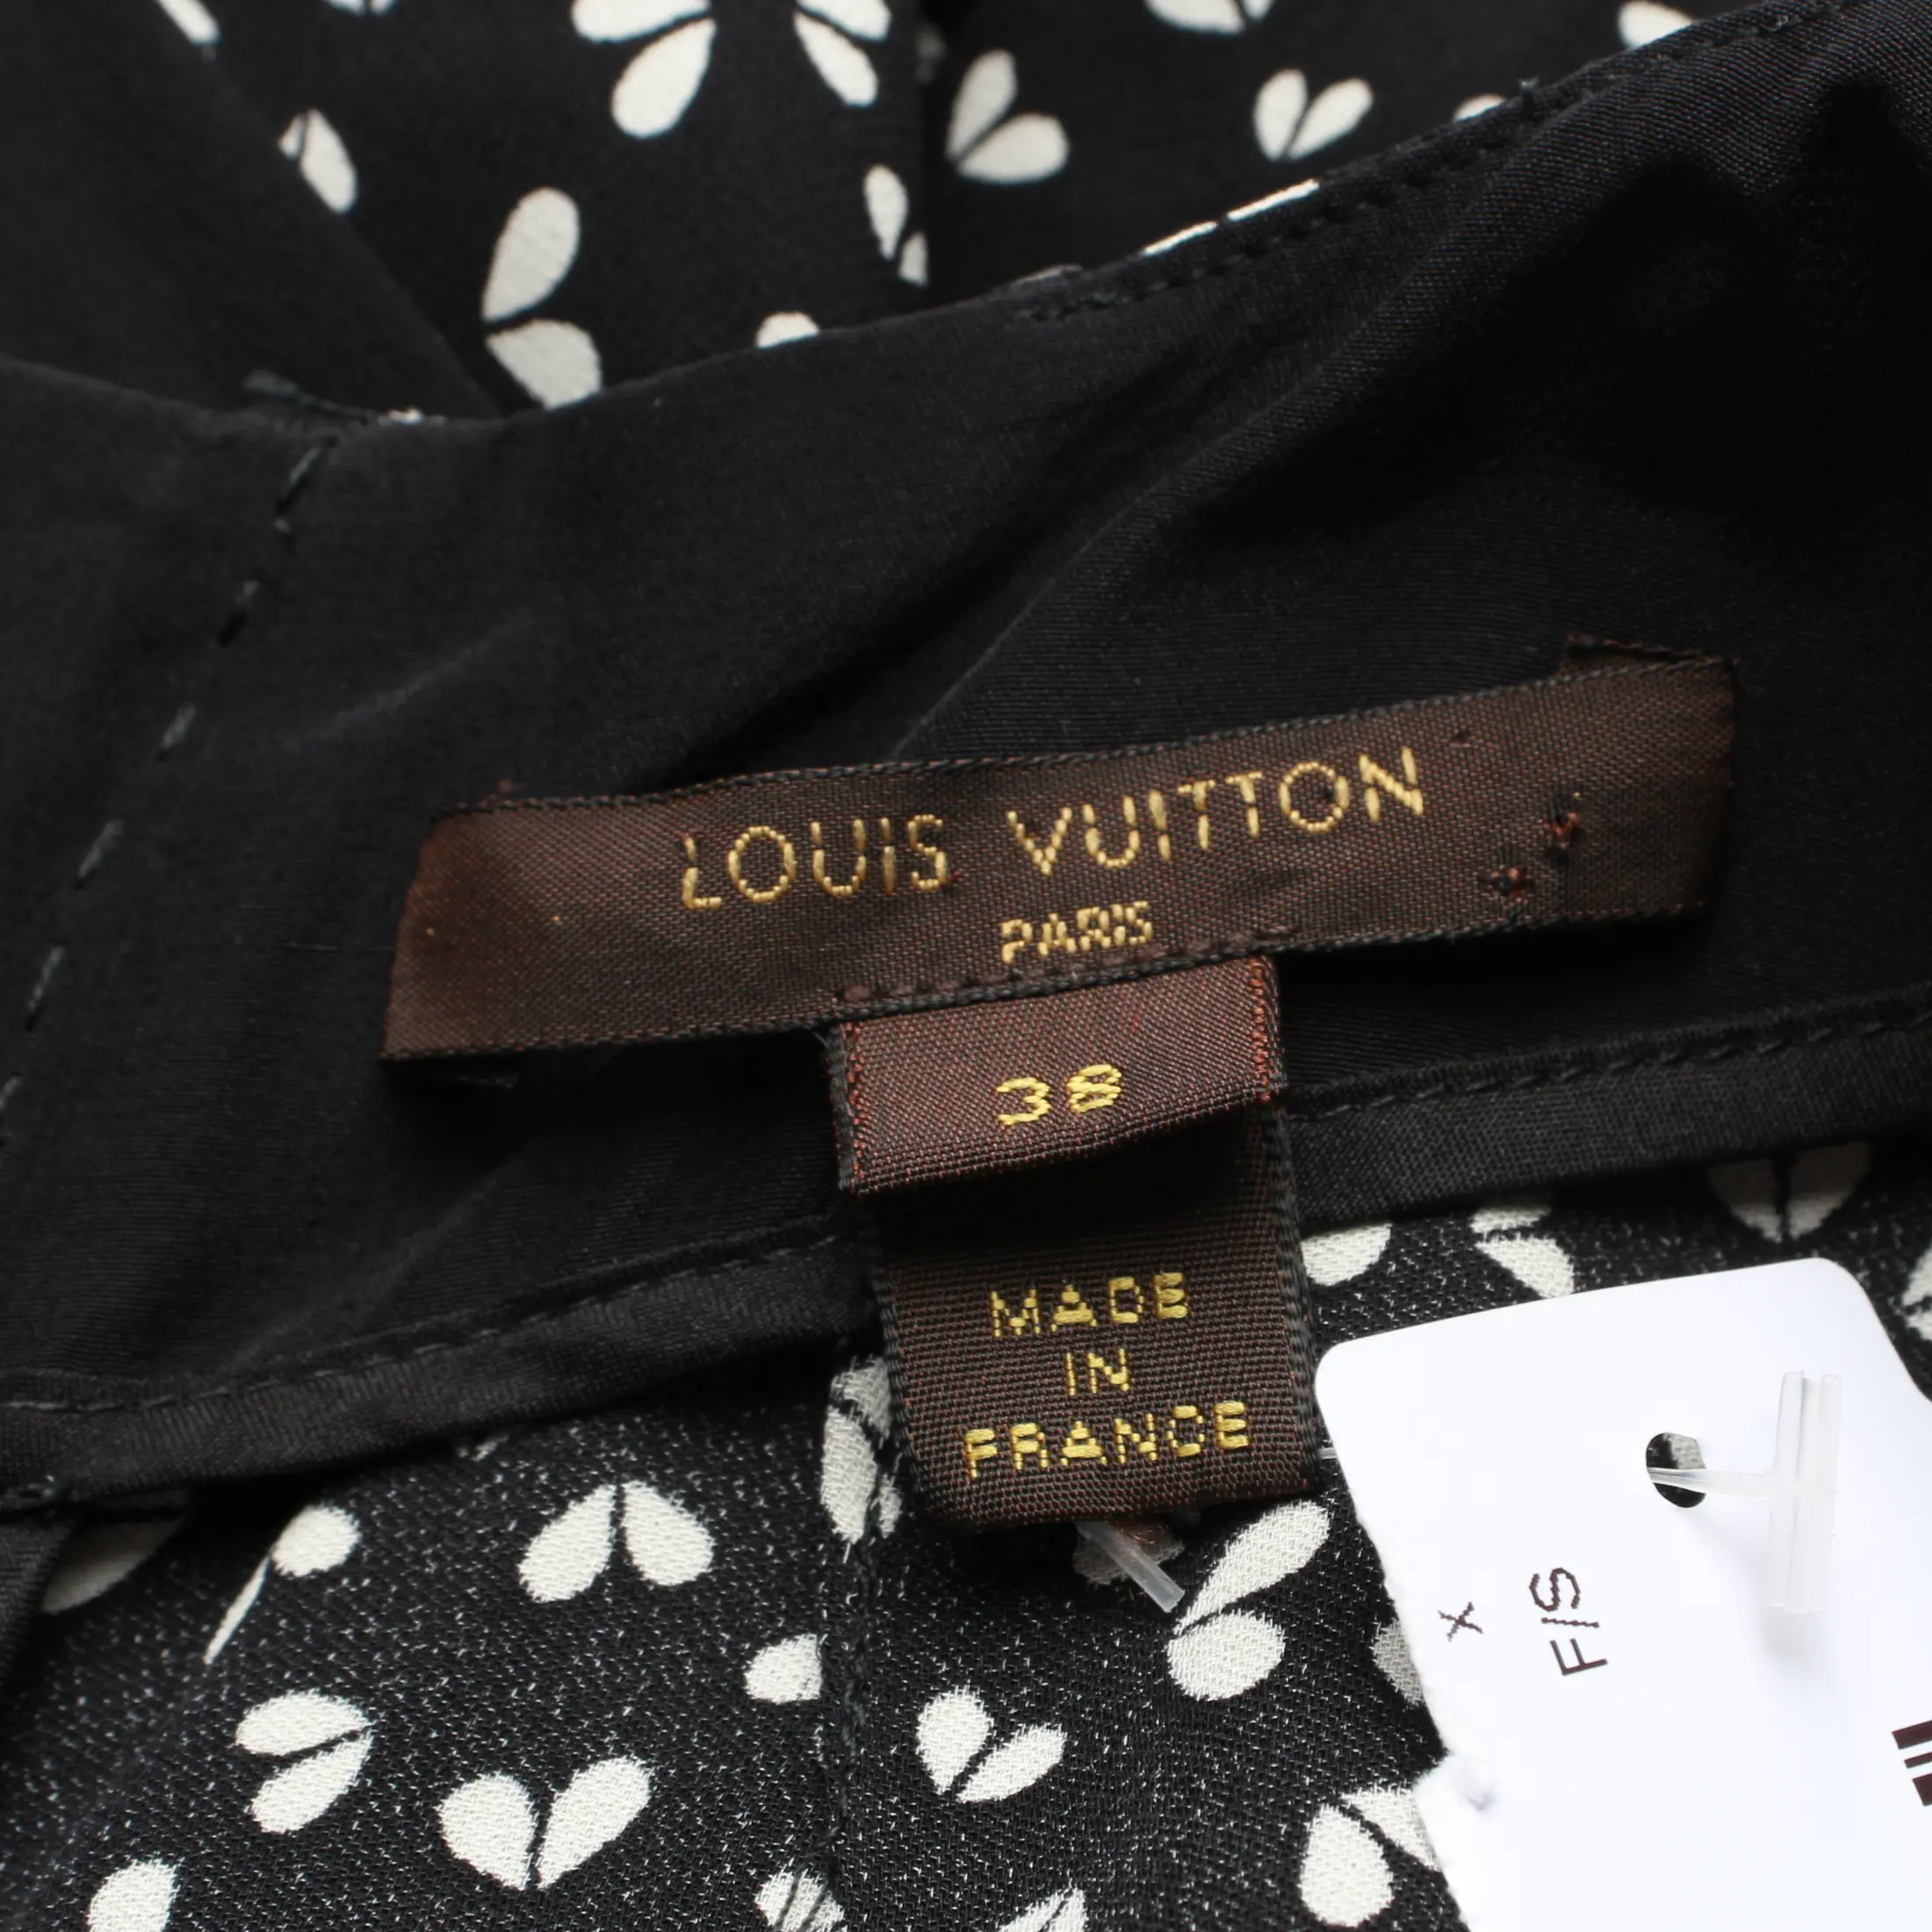 LOUIS VUITTON
PARIS
38
MADE
IN
FRANCE
x
F/S